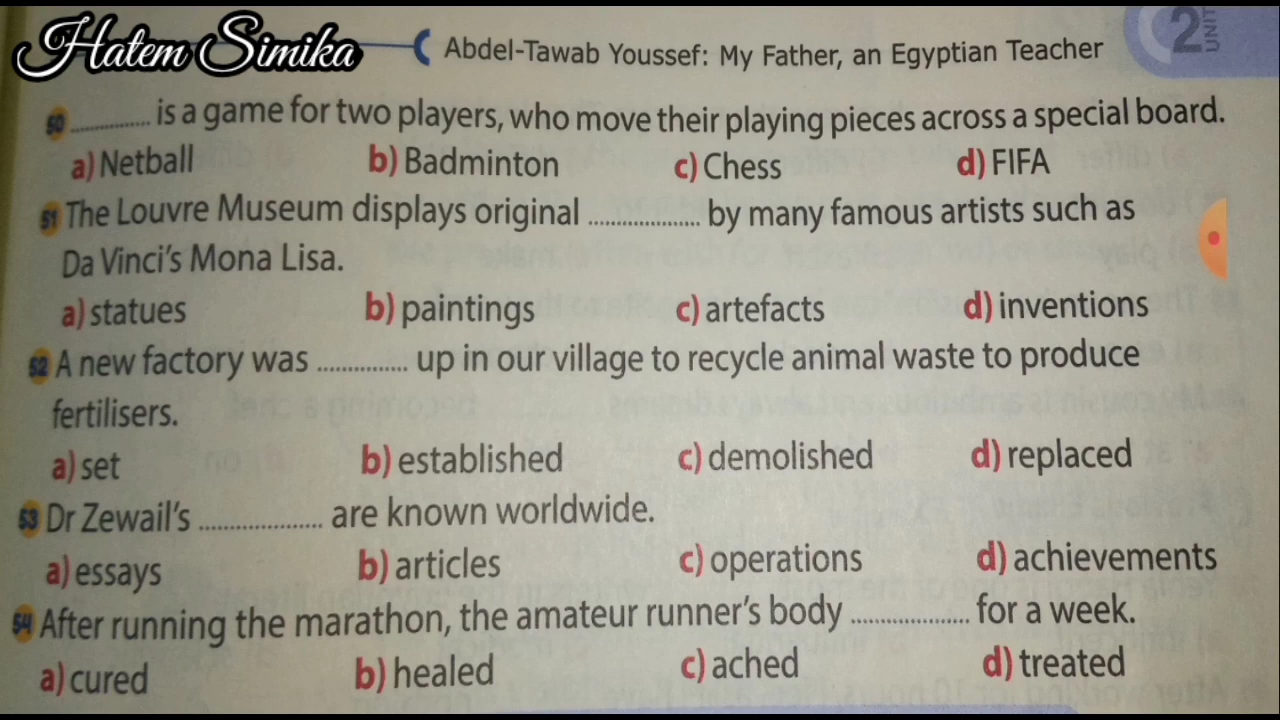 Hatem Simika
Abdel-Tawab Youssef: My Father, an Egyptian Teacher
2
UNIT
50 .............. is a game for two players, who move their playing pieces across a special board.
a) Netball b) Badminton c) Chess d) FIFA
51 The Louvre Museum displays original .................... by many famous artists such as
Da Vinci's Mona Lisa.
a) statues b) paintings c) artefacts d) inventions
52 A new factory was ................ up in our village to recycle animal waste to produce
fertilisers.
a) set b) established c) demolished d) replaced
53 Dr Zewail's .................... are known worldwide.
a) essays b) articles c) operations d) achievements
54 After running the marathon, the amateur runner's body .................... for a week.
a) cured b) healed c) ached d) treated